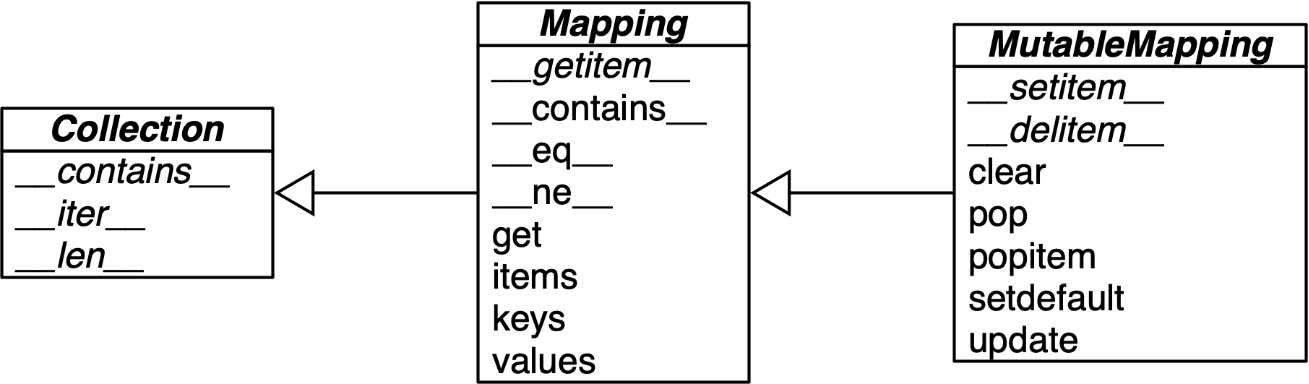 Collection
__contains__
__iter__
__len__
Mapping
__getitem__
__contains__
__eq__
__ne__
get
items
keys
values
MutableMapping
__setitem__
__delitem__
clear
pop
popitem
setdefault
update